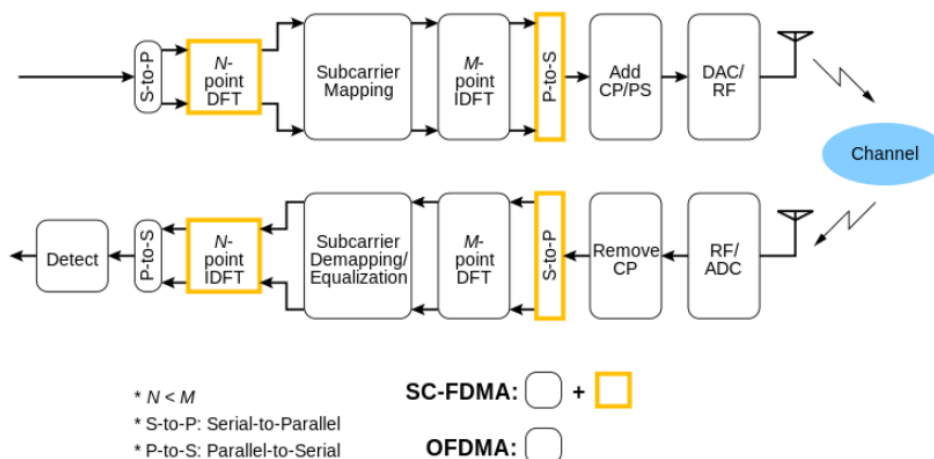 S-to-P
N-
point
DFT
Subcarrier
Mapping
M-
point
IDFT
P-to-S
Add
CP/PS
DAC/
RF
Channel
Detect
P-to-S
N-
point
IDFT
Subcarrier
Demapping/
Equalization
M-
point
DFT
S-to-P
Remove
CP
RF/
ADC
* N < M
* S-to-P: Serial-to-Parallel
* P-to-S: Parallel-to-Serial
SC-FDMA: +
OFDMA: